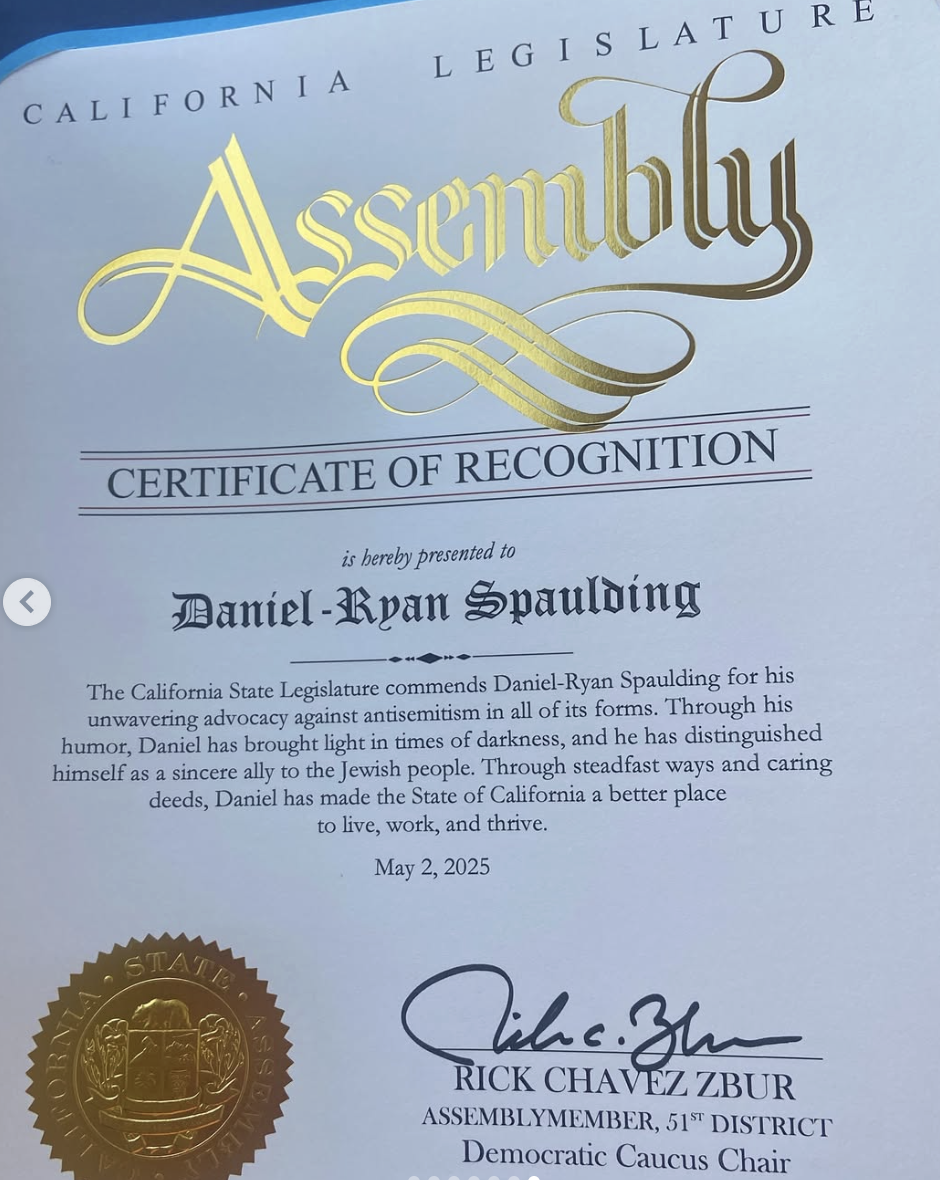 CALIFORNIA LEGISLATURE
Assembly
CERTIFICATE OF RECOGNITION
is hereby presented to
Daniel-Ryan Spaulding
The California State Legislature commends Daniel-Ryan Spaulding for his
unwavering advocacy against antisemitism in all of its forms. Through his
humor, Daniel has brought light in times of darkness, and he has distinguished
himself as a sincere ally to the Jewish people. Through steadfast ways and caring
deeds, Daniel has made the State of California a better place
to live, work, and thrive.
May 2, 2025
CALIFORNIA · STATE · ASSEMBLY
RICK CHAVEZ ZBUR
ASSEMBLYMEMBER, 51ST DISTRICT
Democratic Caucus Chair